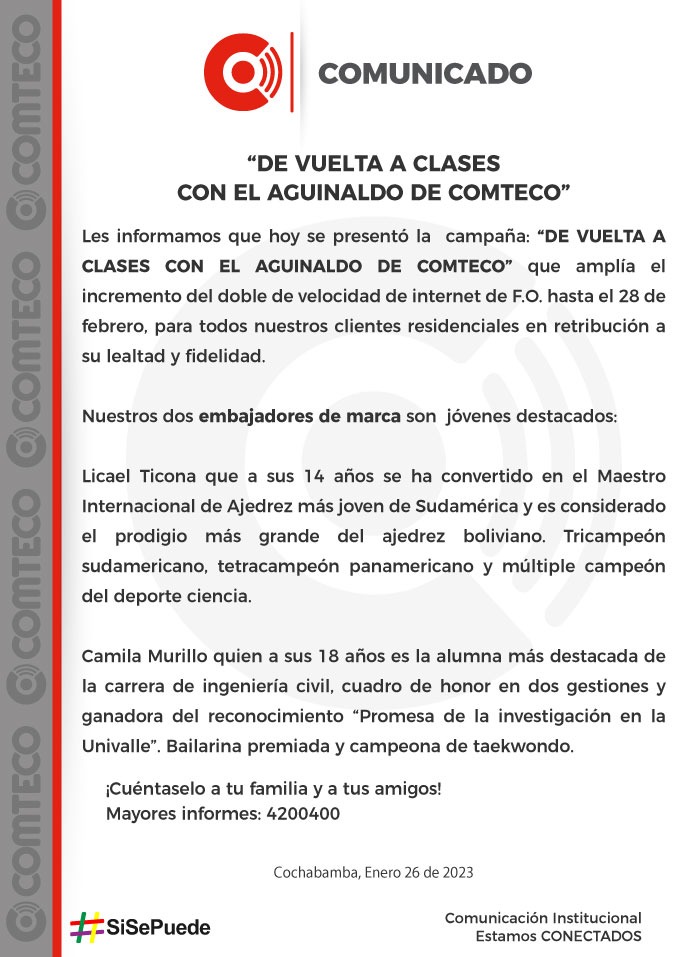 COMUNICADO
“DE VUELTA A CLASES
CON EL AGUINALDO DE COMTECO”
Les informamos que hoy se presentó la campaña: “DE VUELTA A
CLASES CON EL AGUINALDO DE COMTECO” que amplía el
incremento del doble de velocidad de internet de F.O. hasta el 28 de
febrero, para todos nuestros clientes residenciales en retribución a
su lealtad y fidelidad.
Nuestros dos embajadores de marca son jóvenes destacados:
Licael Ticona que a sus 14 años se ha convertido en el Maestro
Internacional de Ajedrez más joven de Sudamérica y es considerado
el prodigio más grande del ajedrez boliviano. Tricampeón
sudamericano, tetracampeón panamericano y múltiple campeón
del deporte ciencia.
Camila Murillo quien a sus 18 años es la alumna más destacada de
la carrera de ingeniería civil, cuadro de honor en dos gestiones y
ganadora del reconocimiento “Promesa de la investigación en la
Univalle”. Bailarina premiada y campeona de taekwondo.
¡Cuéntaselo a tu familia y a tus amigos!
Mayores informes: 4200400
Cochabamba, Enero 26 de 2023
#SiSePuede
Comunicación Institucional
Estamos CONECTADOS
COMTECO
COMTECO
COMTECO
COMTECO